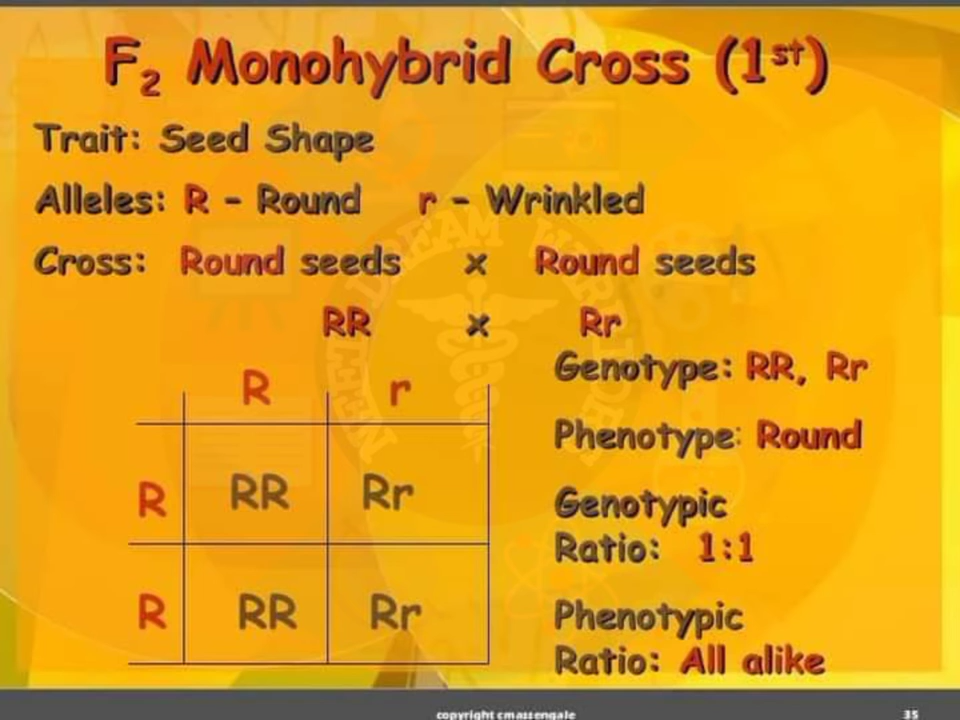 F2 Monohybrid Cross (1st)
Trait: Seed Shape
Alleles: R – Round r – Wrinkled
Cross: Round seeds x Round seeds
RR x Rr
Genotype: RR, Rr
Phenotype: Round
Genotypic
Ratio: 1:1
Phenotypic
Ratio: All alike
R r
R RR Rr
R RR Rr
copyright cmassengale
35